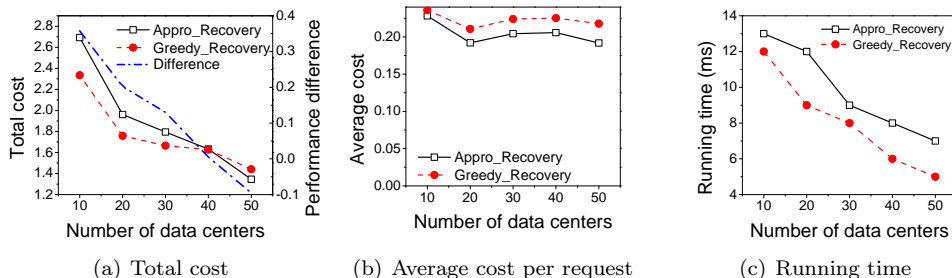 2.8
2.6
2.4
2.2
2.0
1.8
1.6
1.4
1.2
Total cost
Appro_Recovery
Greedy_Recovery
Difference
0.4
0.3
0.2
0.1
0.0
-0.1
Performance difference
10 20 30 40 50
Number of data centers
(a) Total cost
0.20
0.15
0.10
0.05
0.00
Average cost
Appro_Recovery
Greedy_Recovery
10 20 30 40 50
Number of data centers
(b) Average cost per request
14
12
10
8
6
4
Running time (ms)
Appro_Recovery
Greedy_Recovery
10 20 30 40 50
Number of data centers
(c) Running time